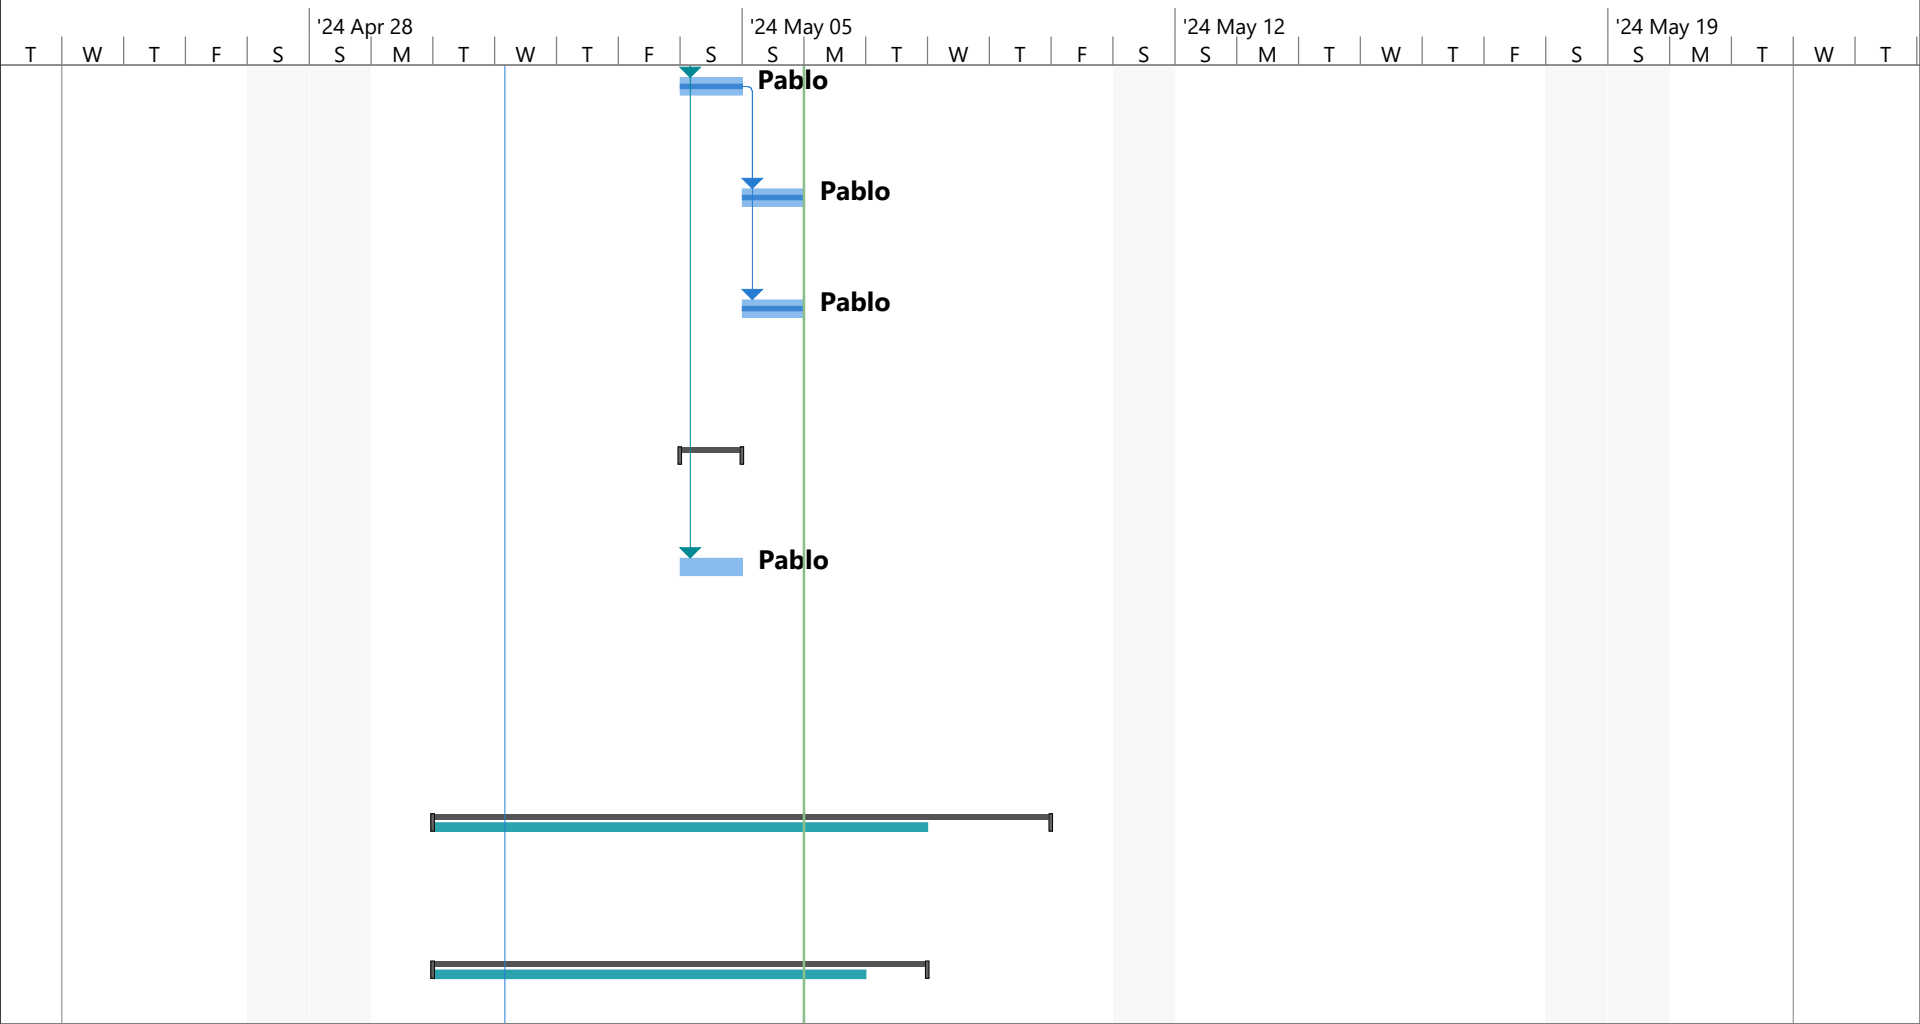 '24 Apr 28 '24 May 05 '24 May 12 '24 May 19
T W T F S S M T W T F S S M T W T F S S M T W T F S S M T W T
Pablo
Pablo
Pablo
Pablo